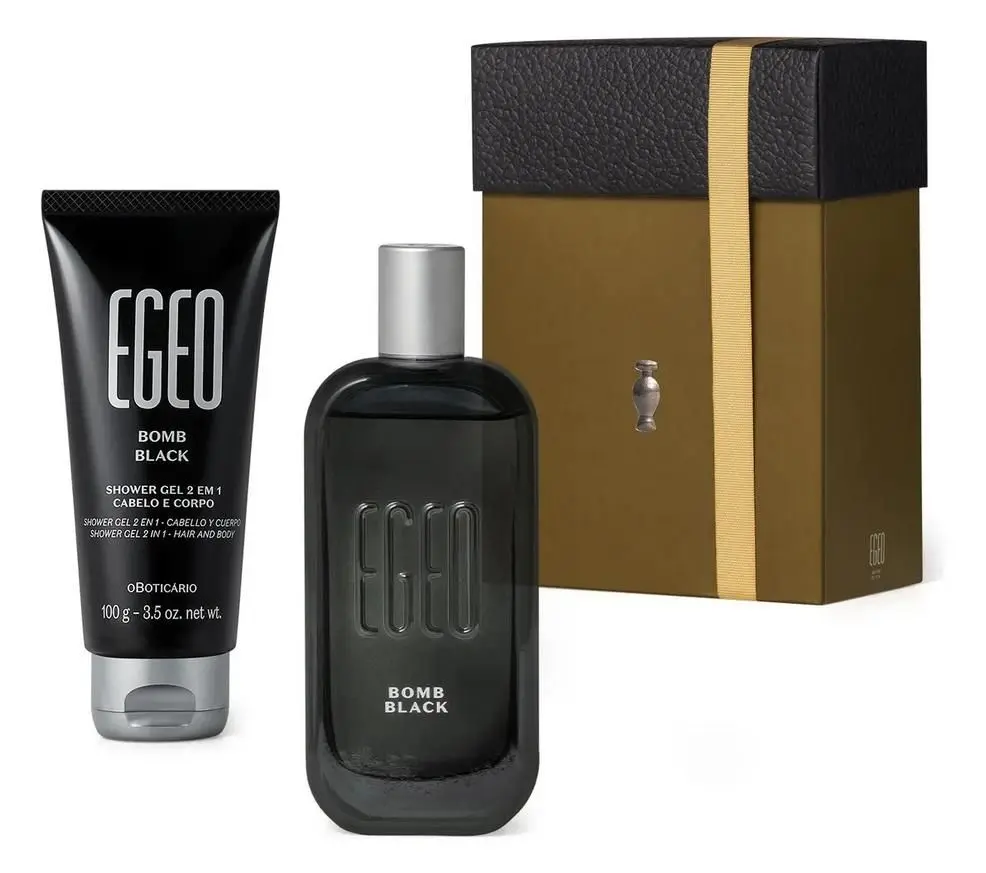 EGEO
BOMB
BLACK
SHOWER GEL 2 EM 1
CABELO E CORPO
SHOWER GEL 2 EN 1 - CABELLO Y CUERPO
SHOWER GEL 2 IN 1 - HAIR AND BODY
oBOTICÁRIO
100 g – 3.5 oz. net wt.
EGEO
BOMB
BLACK
EGEO